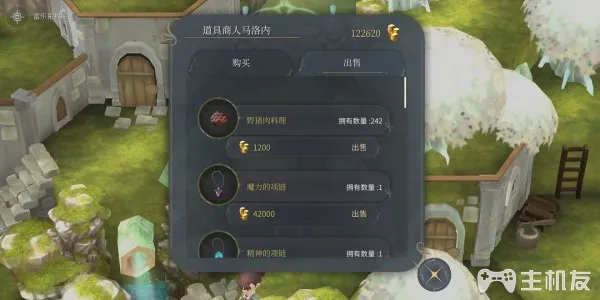 道具商人马洛内
122620
购买
出售
野猪肉料理
拥有数量 :242
1200
出售
魔力的项链
拥有数量 :1
42000
出售
精神的项链
拥有数量 :1
主机友